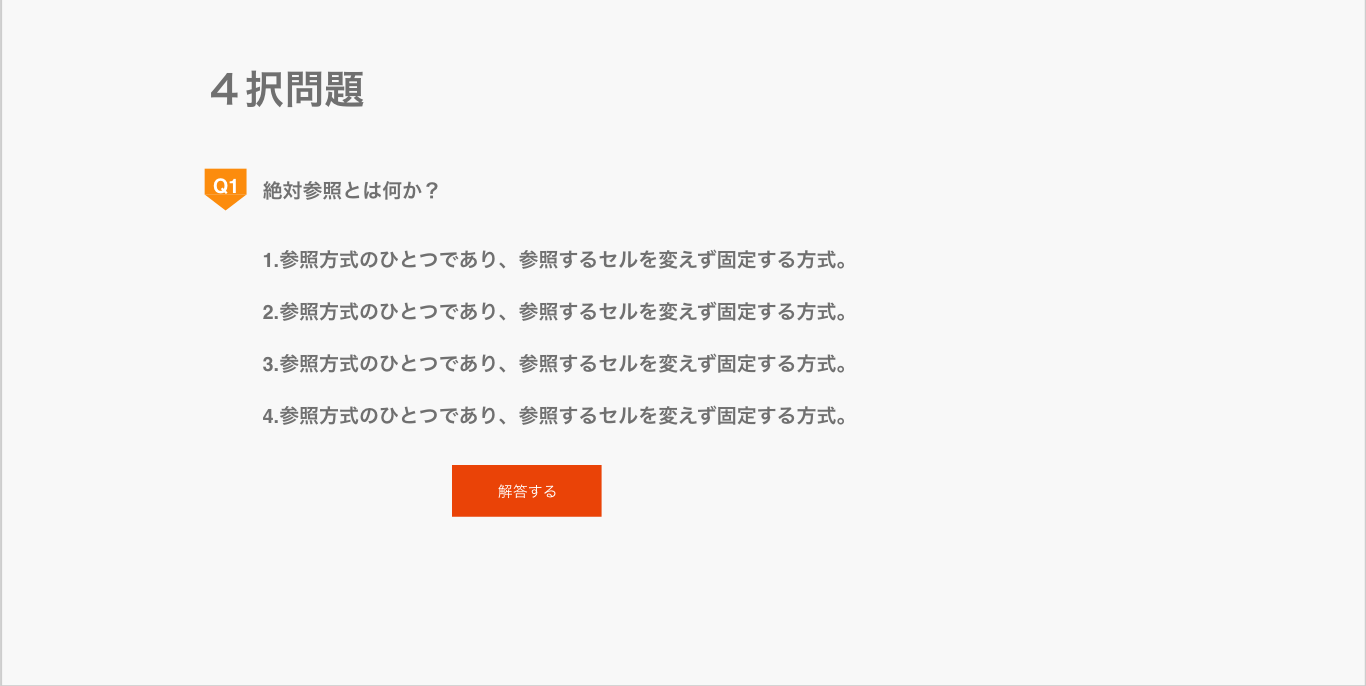 ４択問題
Q1
絶対参照とは何か？
1.参照方式のひとつであり、参照するセルを変えず固定する方式。
2.参照方式のひとつであり、参照するセルを変えず固定する方式。
3.参照方式のひとつであり、参照するセルを変えず固定する方式。
4.参照方式のひとつであり、参照するセルを変えず固定する方式。
解答する